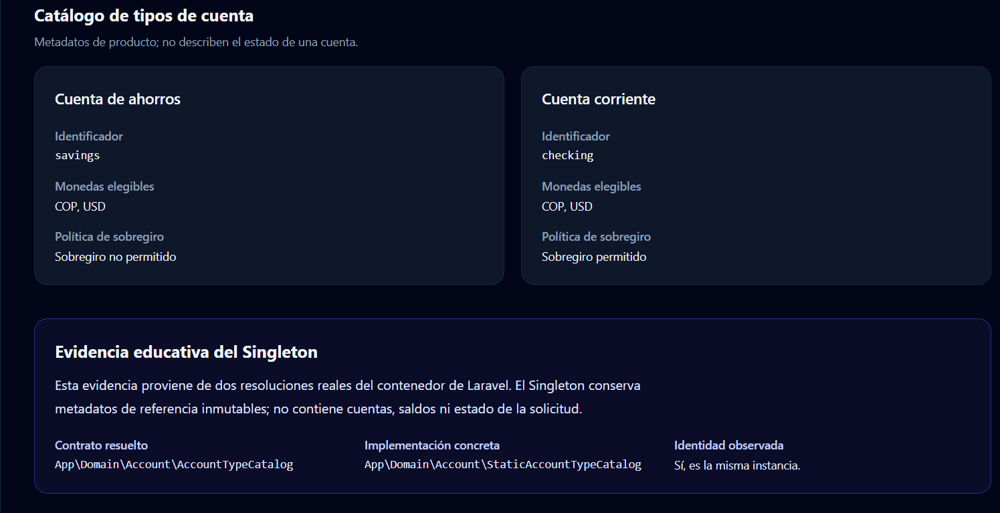 Catálogo de tipos de cuenta
Metadatos de producto; no describen el estado de una cuenta.
Cuenta de ahorros
Identificador
savings
Monedas elegibles
COP, USD
Política de sobregiro
Sobregiro no permitido
Cuenta corriente
Identificador
checking
Monedas elegibles
COP, USD
Política de sobregiro
Sobregiro permitido
Evidencia educativa del Singleton
Esta evidencia proviene de dos resoluciones reales del contenedor de Laravel. El Singleton conserva
metadatos de referencia inmutables; no contiene cuentas, saldos ni estado de la solicitud.
Contrato resuelto
App\Domain\Account\AccountTypeCatalog
Implementación concreta
App\Domain\Account\StaticAccountTypeCatalog
Identidad observada
Sí, es la misma instancia.